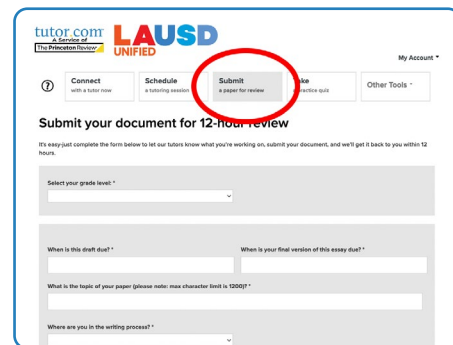 tutor.com
A Service of
The Princeton Review
LAUSD
UNIFIED
My Account
? Connect Schedule Submit Other Tools
with a tutor now a tutoring session a paper for review practice quiz
Submit your document for 12-hour review
It's easy-just complete the form below to let our tutors know what you're working on, submit your document, and we'll get it back to you within 12
hours.
Select your grade level: *
When is this draft due? * When is your final version of this essay due? *
What is the topic of your paper (please note: max character limit is 1200)? *
Where are you in the writing process? *